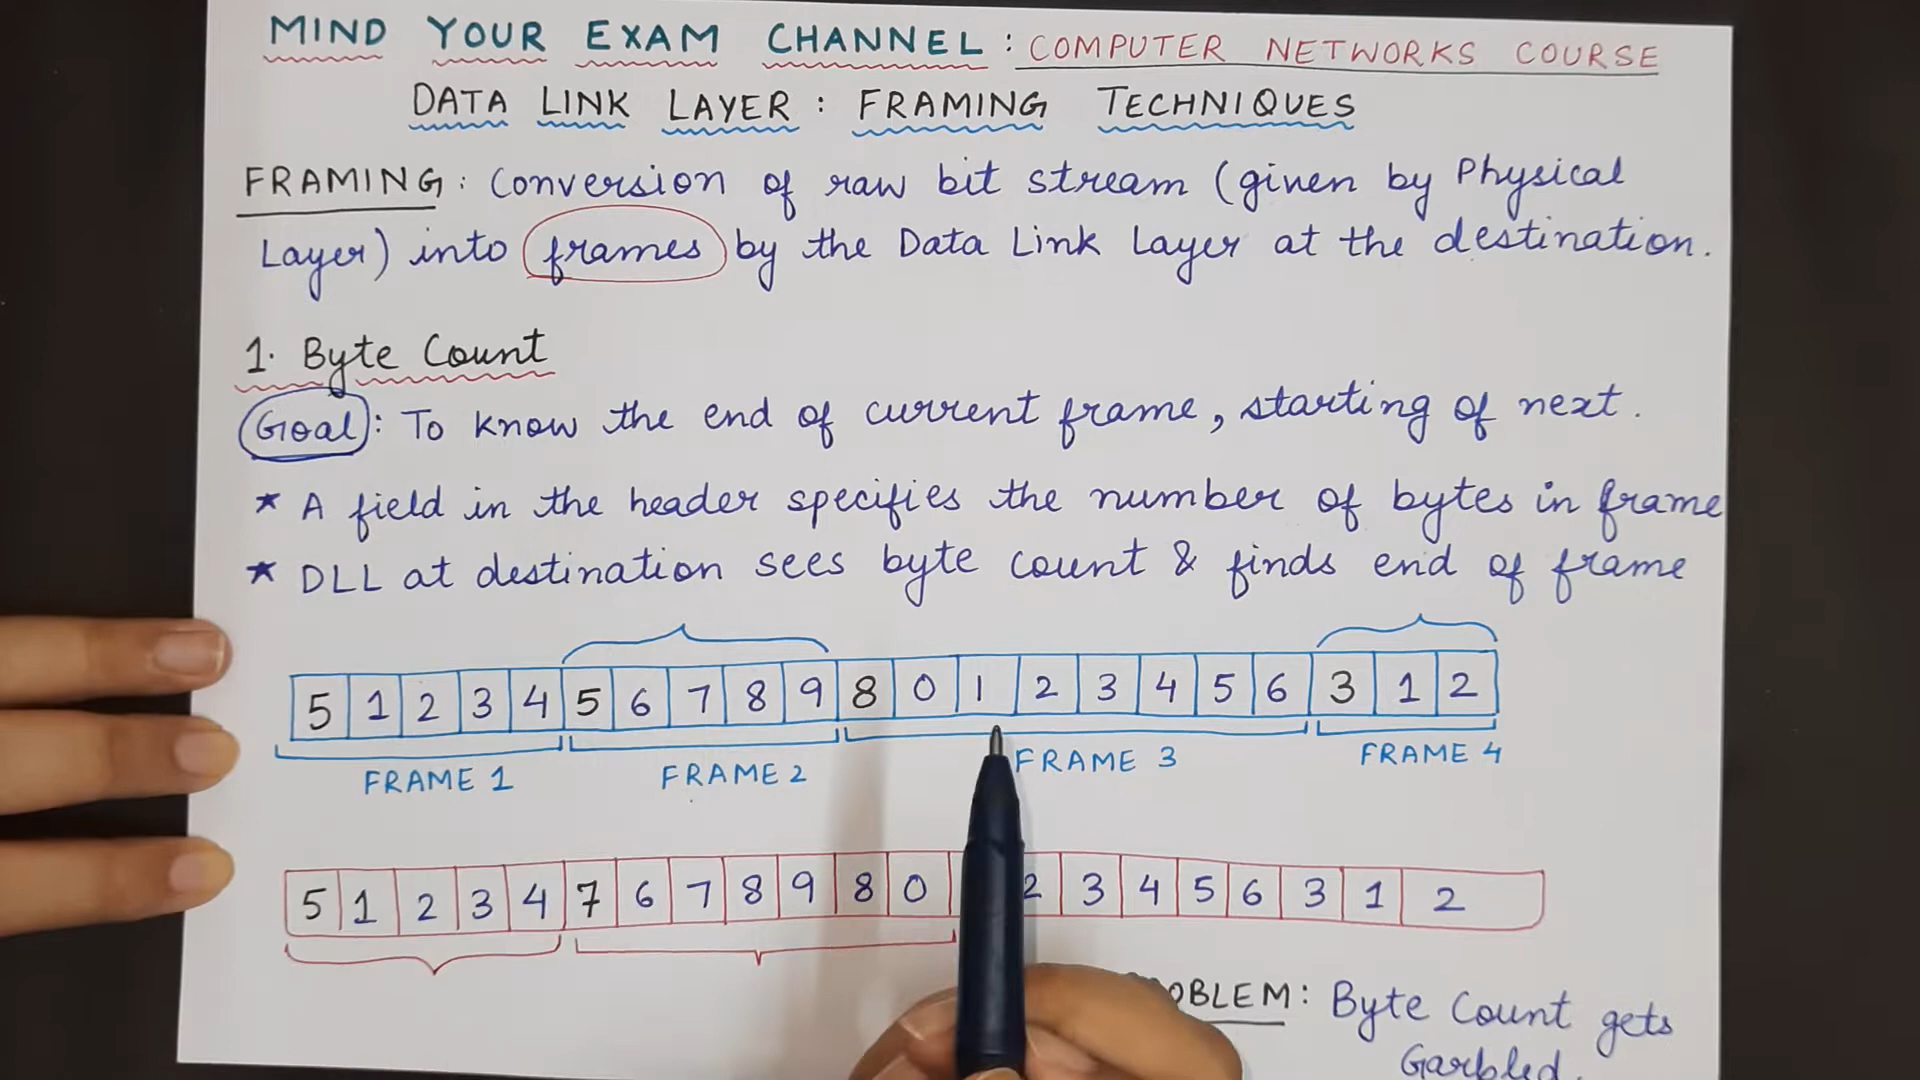 MIND YOUR EXAM CHANNEL: COMPUTER NETWORKS COURSE
DATA LINK LAYER: FRAMING TECHNIQUES
FRAMING: Conversion of raw bit stream (given by Physical
Layer) into frames by the Data Link Layer at the destination.
1. Byte Count
Goal: To know the end of current frame, starting of next.
* A field in the header specifies the number of bytes in frame
* DLL at destination sees byte count & finds end of frame
5 1 2 3 4 5 6 7 8 9 8 0 1 2 3 4 5 6 3 1 2
FRAME 1 FRAME 2 FRAME 3 FRAME 4
5 1 2 3 4 7 6 7 8 9 8 0 2 3 4 5 6 3 1 2
OBLEM: Byte Count gets
Garbled.